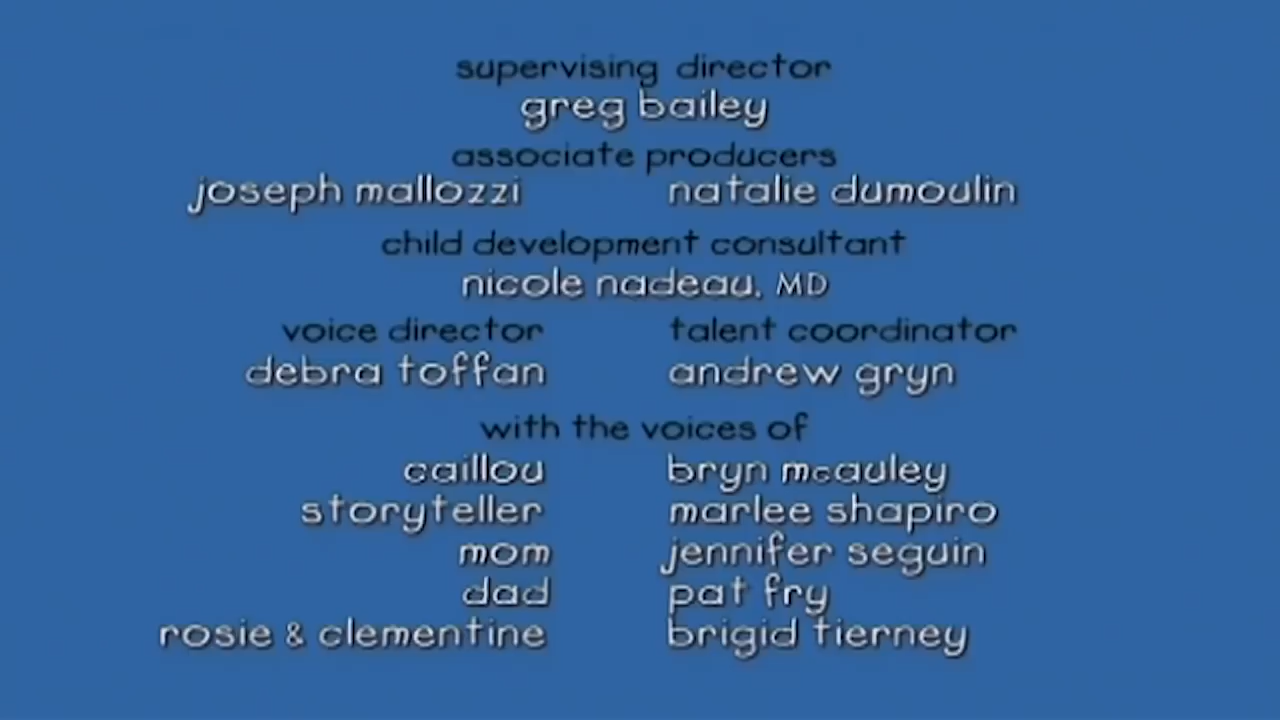 supervising director
greg bailey
associate producers
joseph mallozzi natalie dumoulin
child development consultant
nicole nadeau, MD
voice director talent coordinator
debra toffan andrew gryn
with the voices of
caillou bryn mcauley
storyteller marlee shapiro
mom jennifer seguin
dad pat fry
rosie & clementine brigid tierney